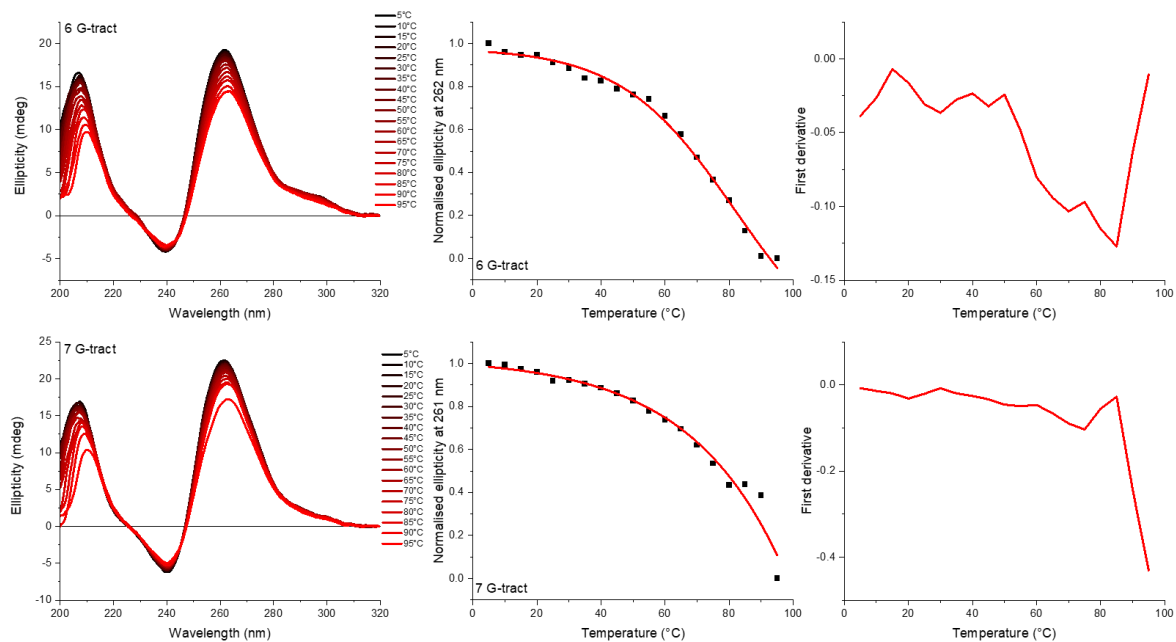 6 G-tract
Ellipticity (mdeg)
20
15
10
5
0
-5
200 220 240 260 280 300 320
Wavelength (nm)
5°C
10°C
15°C
20°C
25°C
30°C
35°C
40°C
45°C
50°C
55°C
60°C
65°C
70°C
75°C
80°C
85°C
90°C
95°C
Normalised ellipticity at 262 nm
1.0
0.8
0.6
0.4
0.2
0.0
6 G-tract
0 20 40 60 80 100
Temperature (°C)
First derivative
0.00
-0.05
-0.10
-0.15
0 20 40 60 80 100
Temperature (°C)
7 G-tract
Ellipticity (mdeg)
25
20
15
10
5
0
-5
-10
200 220 240 260 280 300 320
Wavelength (nm)
5°C
10°C
15°C
20°C
25°C
30°C
35°C
40°C
45°C
50°C
55°C
60°C
65°C
70°C
75°C
80°C
85°C
90°C
95°C
Normalised ellipticity at 261 nm
1.0
0.8
0.6
0.4
0.2
0.0
7 G-tract
0 20 40 60 80 100
Temperature (°C)
First derivative
0.0
-0.2
-0.4
0 20 40 60 80 100
Temperature (°C)